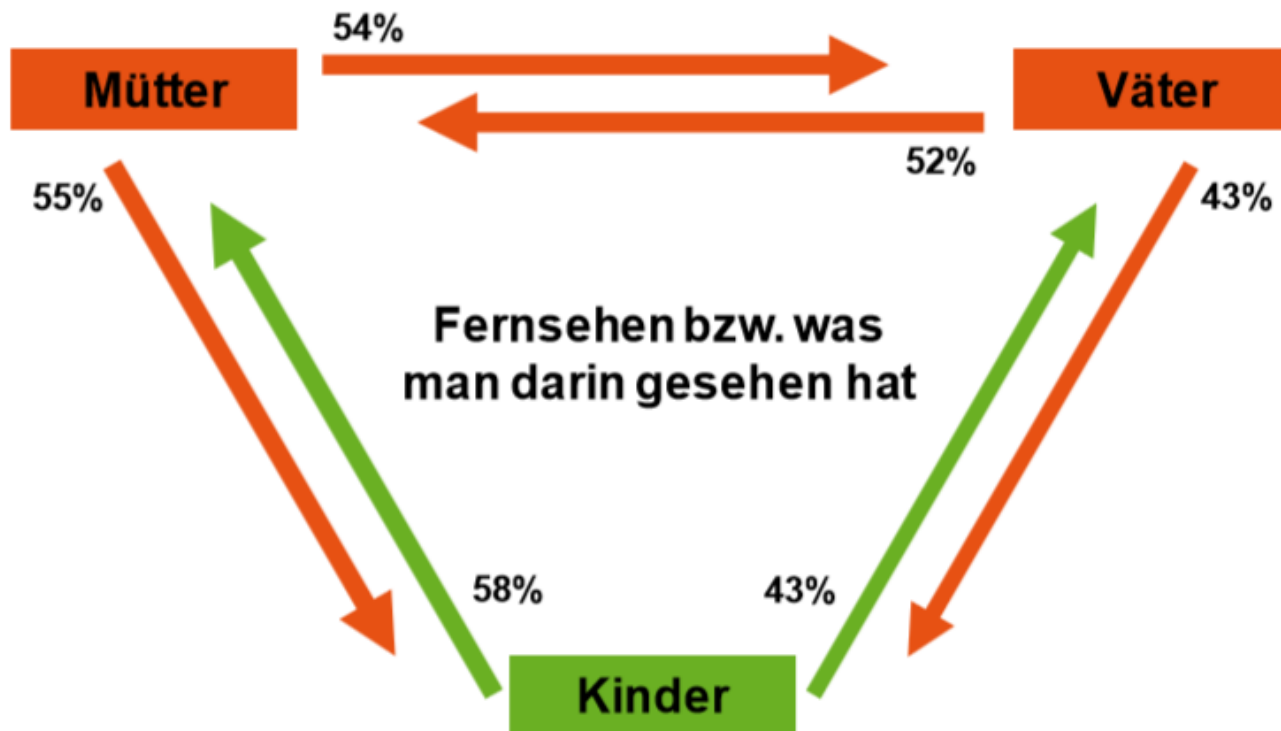 54%
Mütter
Väter
52%
55%
43%
Fernsehen bzw. was
man darin gesehen hat
58%
43%
Kinder